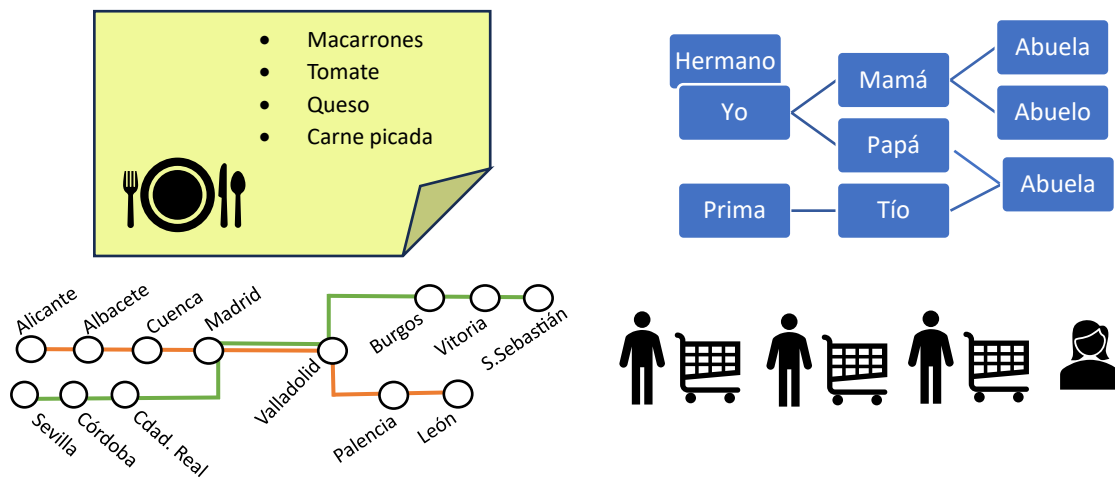 Macarrones
Tomate
Queso
Carne picada
Hermano
Yo
Mamá
Papá
Prima
Tío
Abuela
Abuelo
Abuela
Alicante
Albacete
Cuenca
Madrid
Valladolid
Burgos
Vitoria
S.Sebastián
Sevilla
Córdoba
Cdad. Real
Palencia
León